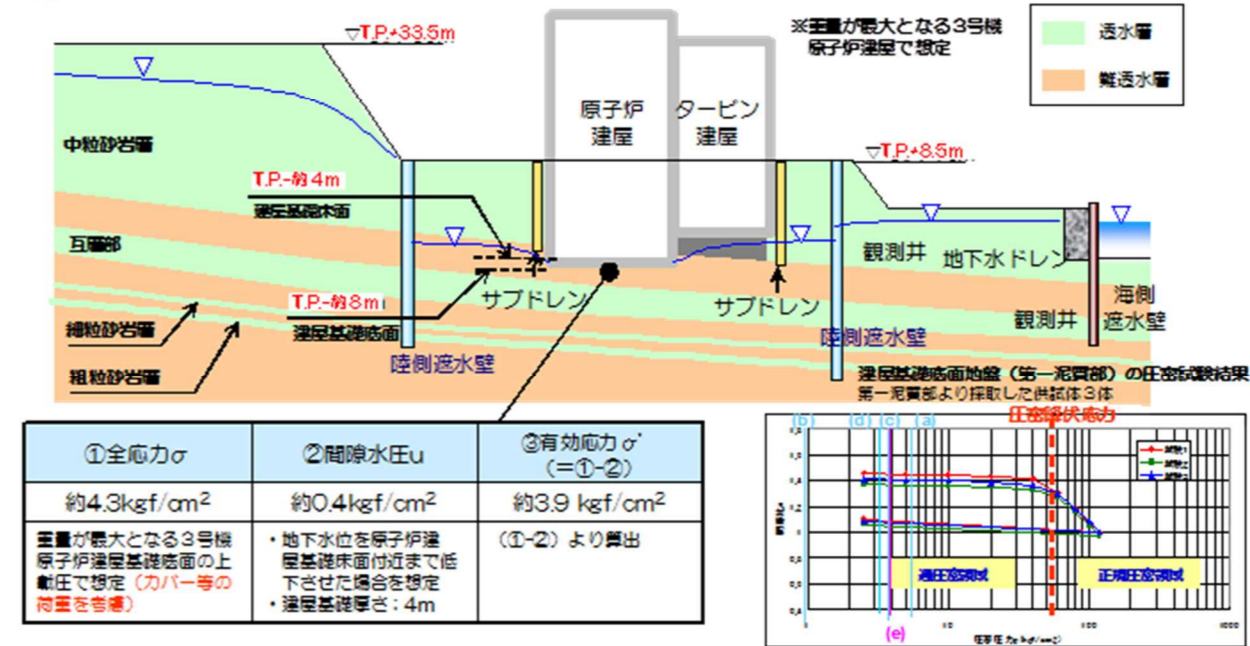 ▽T.P.+33.5m
※重量が最大となる3号機
原子炉建屋で想定
透水層
難透水層
原子炉
建屋
タービン
建屋
中粒砂岩層
▽T.P.+8.5m
T.P.-約4m
建屋基礎床面
互層部
観測井
地下水ドレン
T.P.-約8m
サブドレン
サブドレン
海側
遮水壁
観測井
細粒砂岩層
建屋基礎底面
陸側遮水壁
陸側遮水壁
粗粒砂岩層
建屋基礎底面地盤（第一泥質部）の圧密試験結果
第一泥質部より採取した供試体3体
圧密降伏応力
①全応力σ
②間隙水圧u
③有効応力σ'
(=①-②)
約4.3kgf/cm²
約0.4kgf/cm²
約3.9 kgf/cm²
重量が最大となる3号機
原子炉建屋基礎底面の上
載圧で想定（カバー等の
荷重を考慮）
・地下水位を原子炉建
屋基礎床面付近まで低
下させた場合を想定
・建屋基礎厚さ：4m
(①-②）より算出
(b)
(d)
(c)
(a)
過圧密領域
正規圧密領域
10
100
1000
(e)